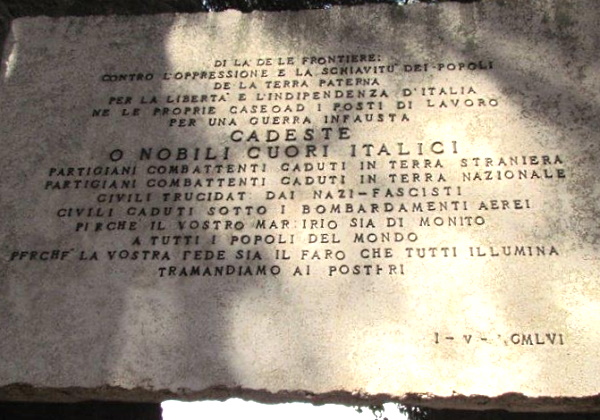 DI LA DELE FRONTIERE:
CONTRO L'OPPRESSIONE E LA SCHIAVITU' DEI POPOLI
DE LA TERRA PATERNA
PER LA LIBERTA' E L'INDIPENDENZA D'ITALIA
NE LE PROPRIE CASE O AD I POSTI DI LAVORO
PER UNA GUERRA INFAUSTA
CADESTE
O NOBILI CUORI ITALICI
PARTIGIANI COMBATTENTI CADUTI IN TERRA STRANIERA
PARTIGIANI COMBATTENTI CADUTI IN TERRA NAZIONALE
CIVILI TRUCIDATI DAI NAZI-FASCISTI
CIVILI CADUTI SOTTO I BOMBARDAMENTI AEREI
PERCHE' IL VOSTRO MARTIRIO SIA DI MONITO
A TUTTI I POPOLI DEL MONDO
PERCHE' LA VOSTRA FEDE SIA IL FARO CHE TUTTI ILLUMINA
TRAMANDIAMO AI POSTERI
I-V-MCMLVI